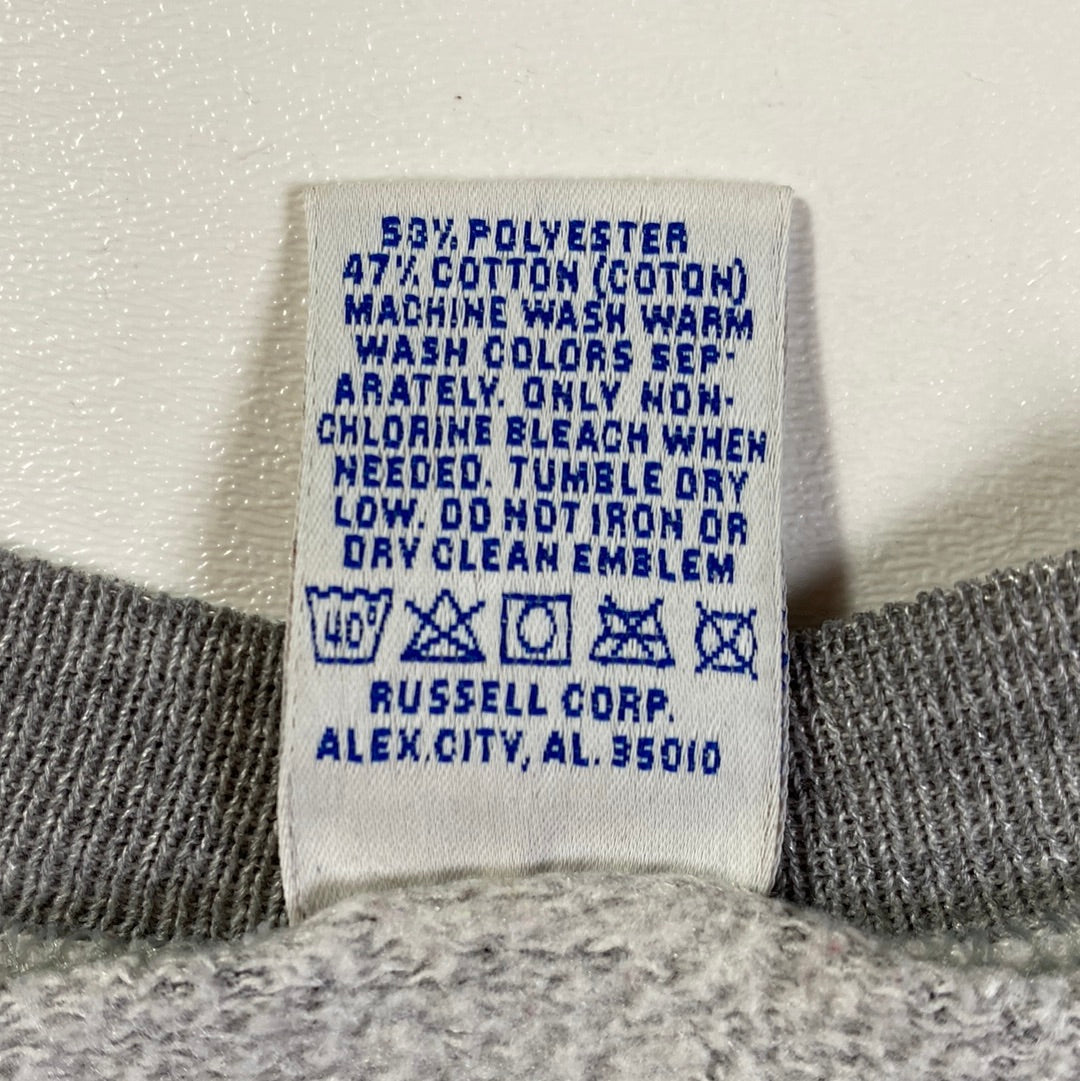 53% POLYESTER
47% COTTON (COTON)
MACHINE WASH WARM
WASH COLORS SEP-
ARATELY. ONLY NON-
CHLORINE BLEACH WHEN
NEEDED. TUMBLE DRY
LOW. DO NOT IRON OR
DRY CLEAN EMBLEM
40°
RUSSELL CORP.
ALEX.CITY, AL. 35010